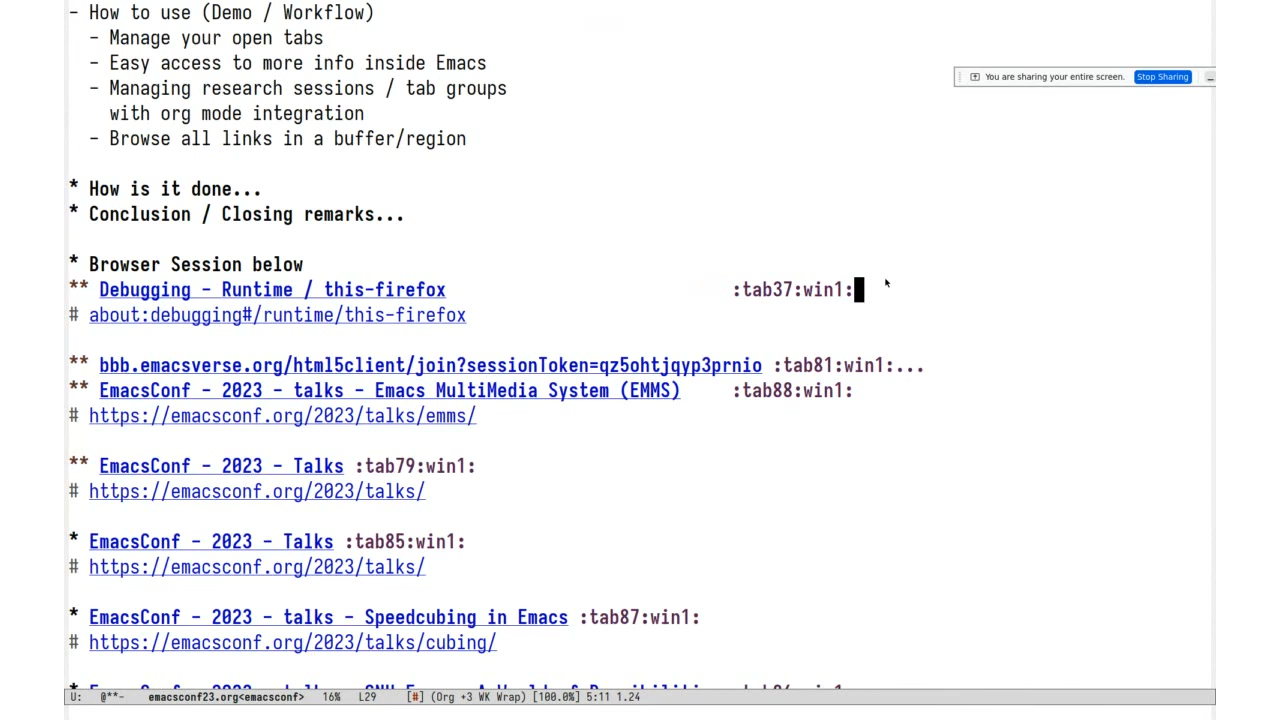 - How to use (Demo / Workflow)
- Manage your open tabs
- Easy access to more info inside Emacs
You are sharing your entire screen. Stop Sharing
- Managing research sessions / tab groups
with org mode integration
- Browse all links in a buffer/region
* How is it done...
* Conclusion / Closing remarks...
* Browser Session below
** Debugging - Runtime / this-firefox :tab37:win1:
# about:debugging#/runtime/this-firefox
** bbb.emacsverse.org/html5client/join?sessionToken=qz5ohtjqyp3prnio :tab81:win1:...
** EmacsConf - 2023 - talks - Emacs MultiMedia System (EMMS) :tab88:win1:
# https://emacsconf.org/2023/talks/emms/
** EmacsConf - 2023 - Talks :tab79:win1:
# https://emacsconf.org/2023/talks/
* EmacsConf - 2023 - Talks :tab85:win1:
# https://emacsconf.org/2023/talks/
* EmacsConf - 2023 - talks - Speedcubing in Emacs :tab87:win1:
# https://emacsconf.org/2023/talks/cubing/
U: @**- emacsconf23.org<emacsconf> 16% L29 [#] (Org +3 WK Wrap) [100.0%] 5:11 1.24